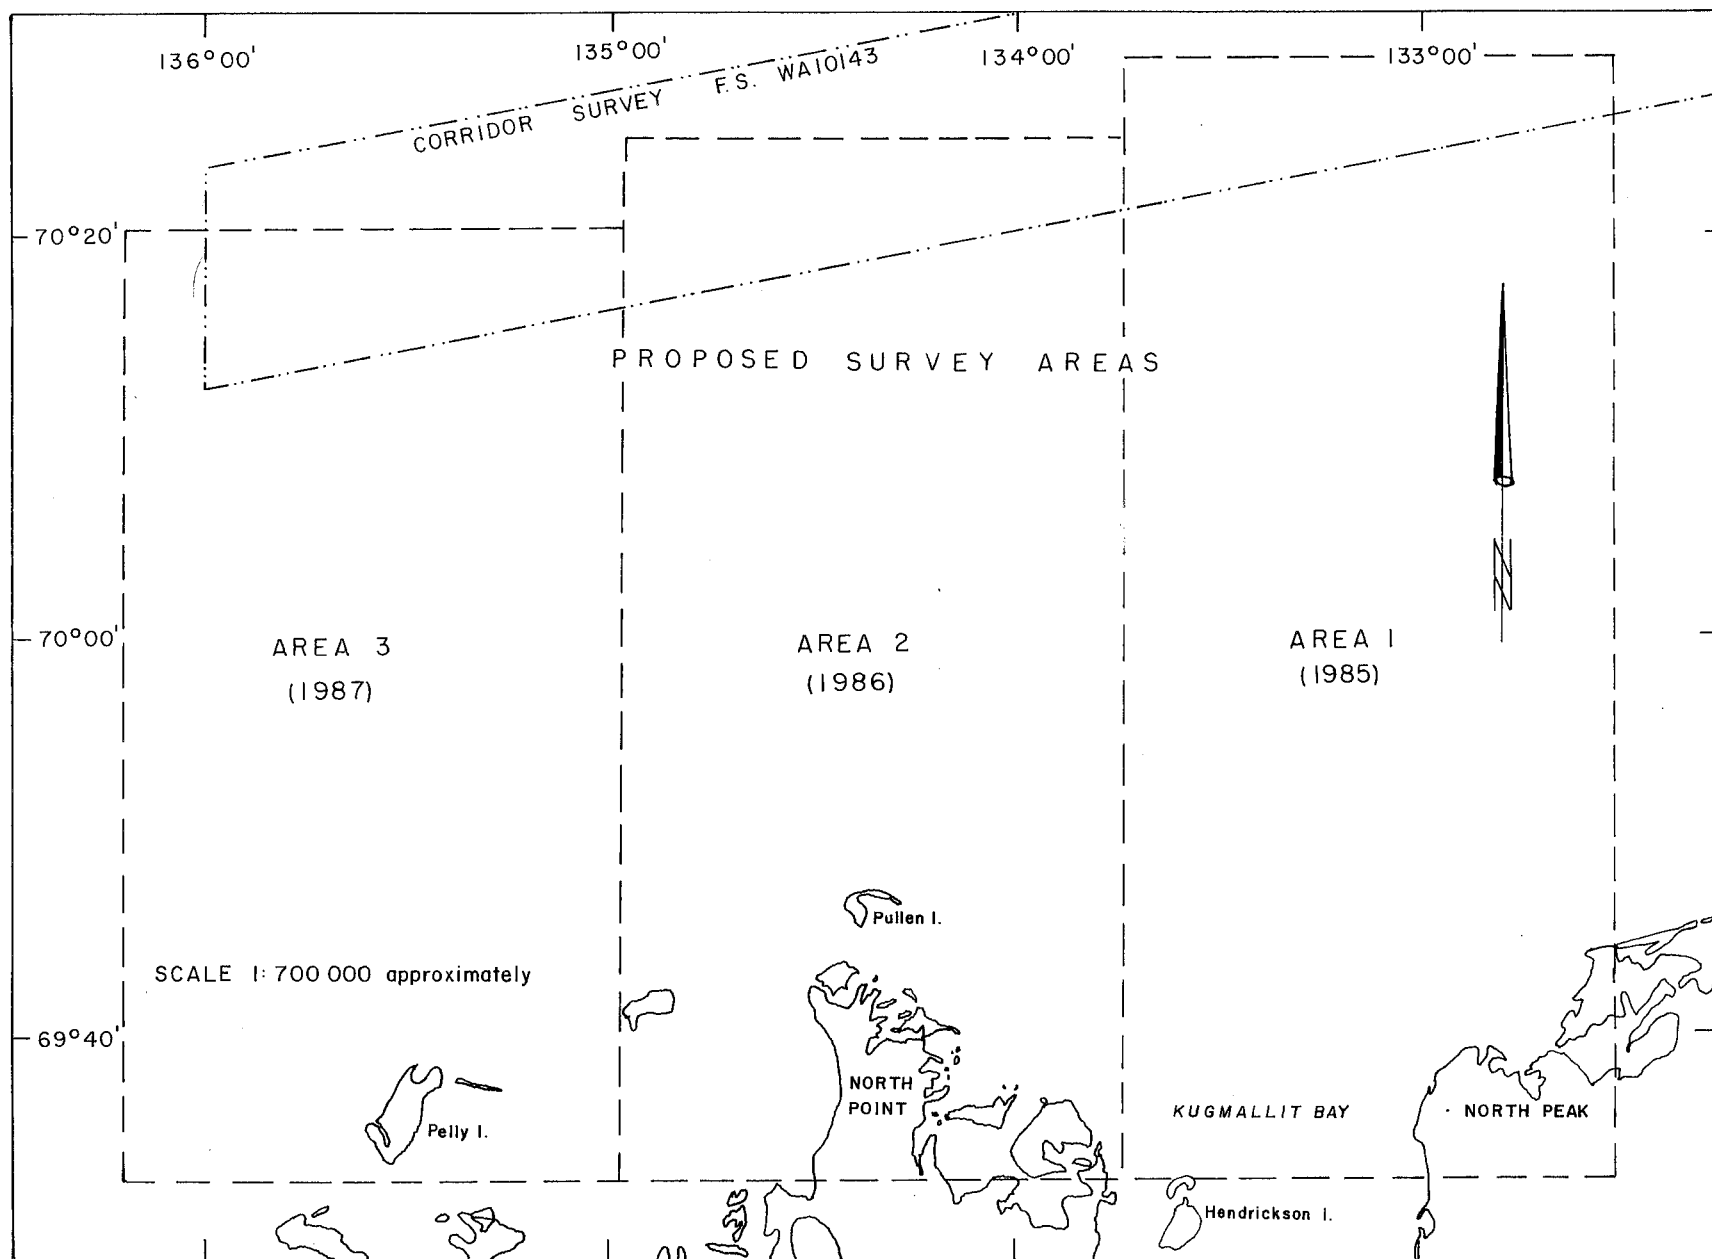 136°00'
135°00'
134°00'
133°00'
CORRIDOR SURVEY F.S. WA10143
70°20'
PROPOSED SURVEY AREAS
N
70°00'
AREA 3
(1987)
AREA 2
(1986)
AREA 1
(1985)
Pullen I.
SCALE 1:700 000 approximately
69°40'
NORTH
POINT
KUGMALLIT BAY
NORTH PEAK
Pelly I.
Hendrickson I.